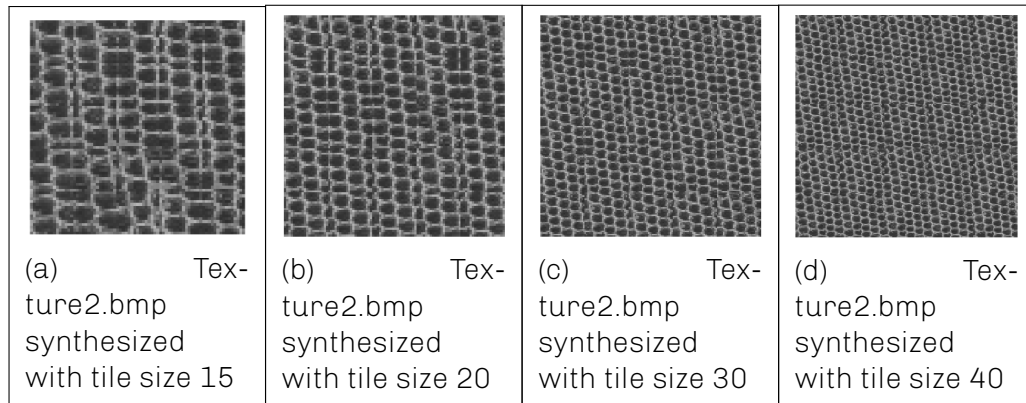 (a) Tex-
ture2.bmp
synthesized
with tile size 15
(b) Tex-
ture2.bmp
synthesized
with tile size 20
(c) Tex-
ture2.bmp
synthesized
with tile size 30
(d) Tex-
ture2.bmp
synthesized
with tile size 40